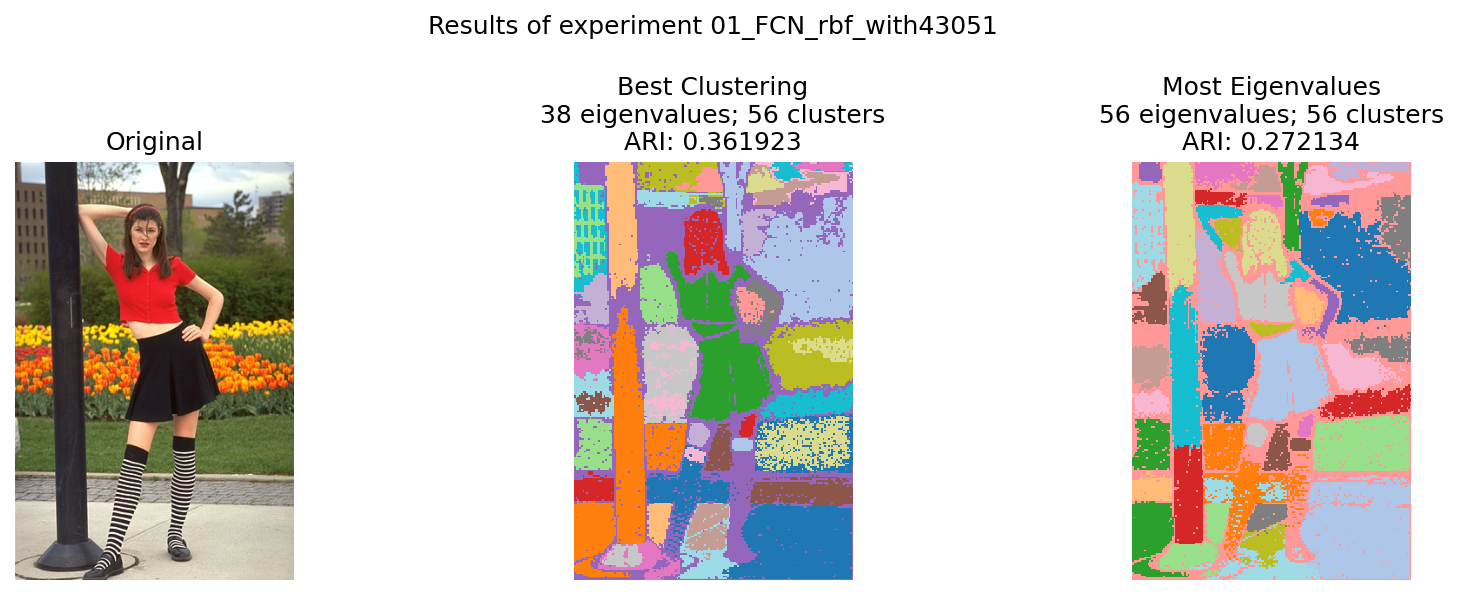 Results of experiment 01_FCN_rbf_with43051
Original
Best Clustering
38 eigenvalues; 56 clusters
ARI: 0.361923
Most Eigenvalues
56 eigenvalues; 56 clusters
ARI: 0.272134